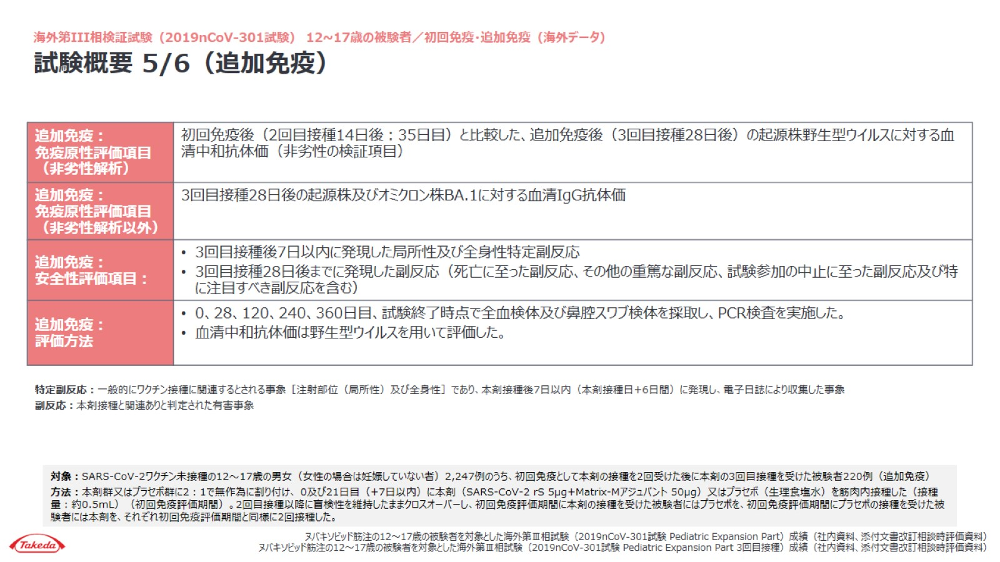 海外第III相検証試験（2019nCoV-301試験） 12~17歳の被験者／初回免疫･追加免疫（海外データ）
試験概要 5/6（追加免疫）
追加免疫：
免疫原性評価項目
（非劣性解析）
初回免疫後（2回目接種14日後：35日目）と比較した、追加免疫後（3回目接種28日後）の起源株野生型ウイルスに対する血
清中和抗体価（非劣性の検証項目）
追加免疫：
免疫原性評価項目
（非劣性解析以外）
3回目接種28日後の起源株及びオミクロン株BA.1に対する血清IgG抗体価
追加免疫：
安全性評価項目：
• 3回目接種後7日以内に発現した局所性及び全身性特定副反応
• 3回目接種28日後までに発現した副反応（死亡に至った副反応、その他の重篤な副反応、試験参加の中止に至った副反応及び特
に注目すべき副反応を含む）
追加免疫：
評価方法
• 0、28、120、240、360日目、試験終了時点で全血検体及び鼻腔スワブ検体を採取し、PCR検査を実施した。
• 血清中和抗体価は野生型ウイルスを用いて評価した。
特定副反応：一般的にワクチン接種に関連するとされる事象［注射部位（局所性）及び全身性］であり、本剤接種後7日以内（本剤接種日+6日間）に発現し、電子日誌により収集した事象
副反応：本剤接種と関連ありと判定された有害事象
対象：SARS-CoV-2ワクチン未接種の12～17歳の男女（女性の場合は妊娠していない者）2,247例のうち、初回免疫として本剤の接種を2回受けた後に本剤の3回目接種を受けた被験者220例（追加免疫）
方法：本剤群又はプラセボ群に2：1で無作為に割り付け、0及び21日目（+7日以内）に本剤（SARS-CoV-2 rS 5μg+Matrix-Mアジュバント 50μg）又はプラセボ（生理食塩水）を筋肉内接種した（接種
量：約0.5mL）（初回免疫評価期間）。2回目接種以降に盲検性を維持したままクロスオーバーし、初回免疫評価期間に本剤の接種を受けた被験者にはプラセボを、初回免疫評価期間にプラセボの接種を受けた被
験者には本剤を、それぞれ初回免疫評価期間と同様に2回接種した。
Takeda
ヌバキソビッド筋注の12～17歳の被験者を対象とした海外第Ⅲ相試験（2019nCoV-301試験 Pediatric Expansion Part）成績（社内資料、添付文書改訂相談時評価資料）
ヌバキソビッド筋注の12～17歳の被験者を対象とした海外第Ⅲ相試験（2019nCoV-301試験 Pediatric Expansion Part 3回目接種）成績（社内資料、添付文書改訂相談時評価資料）